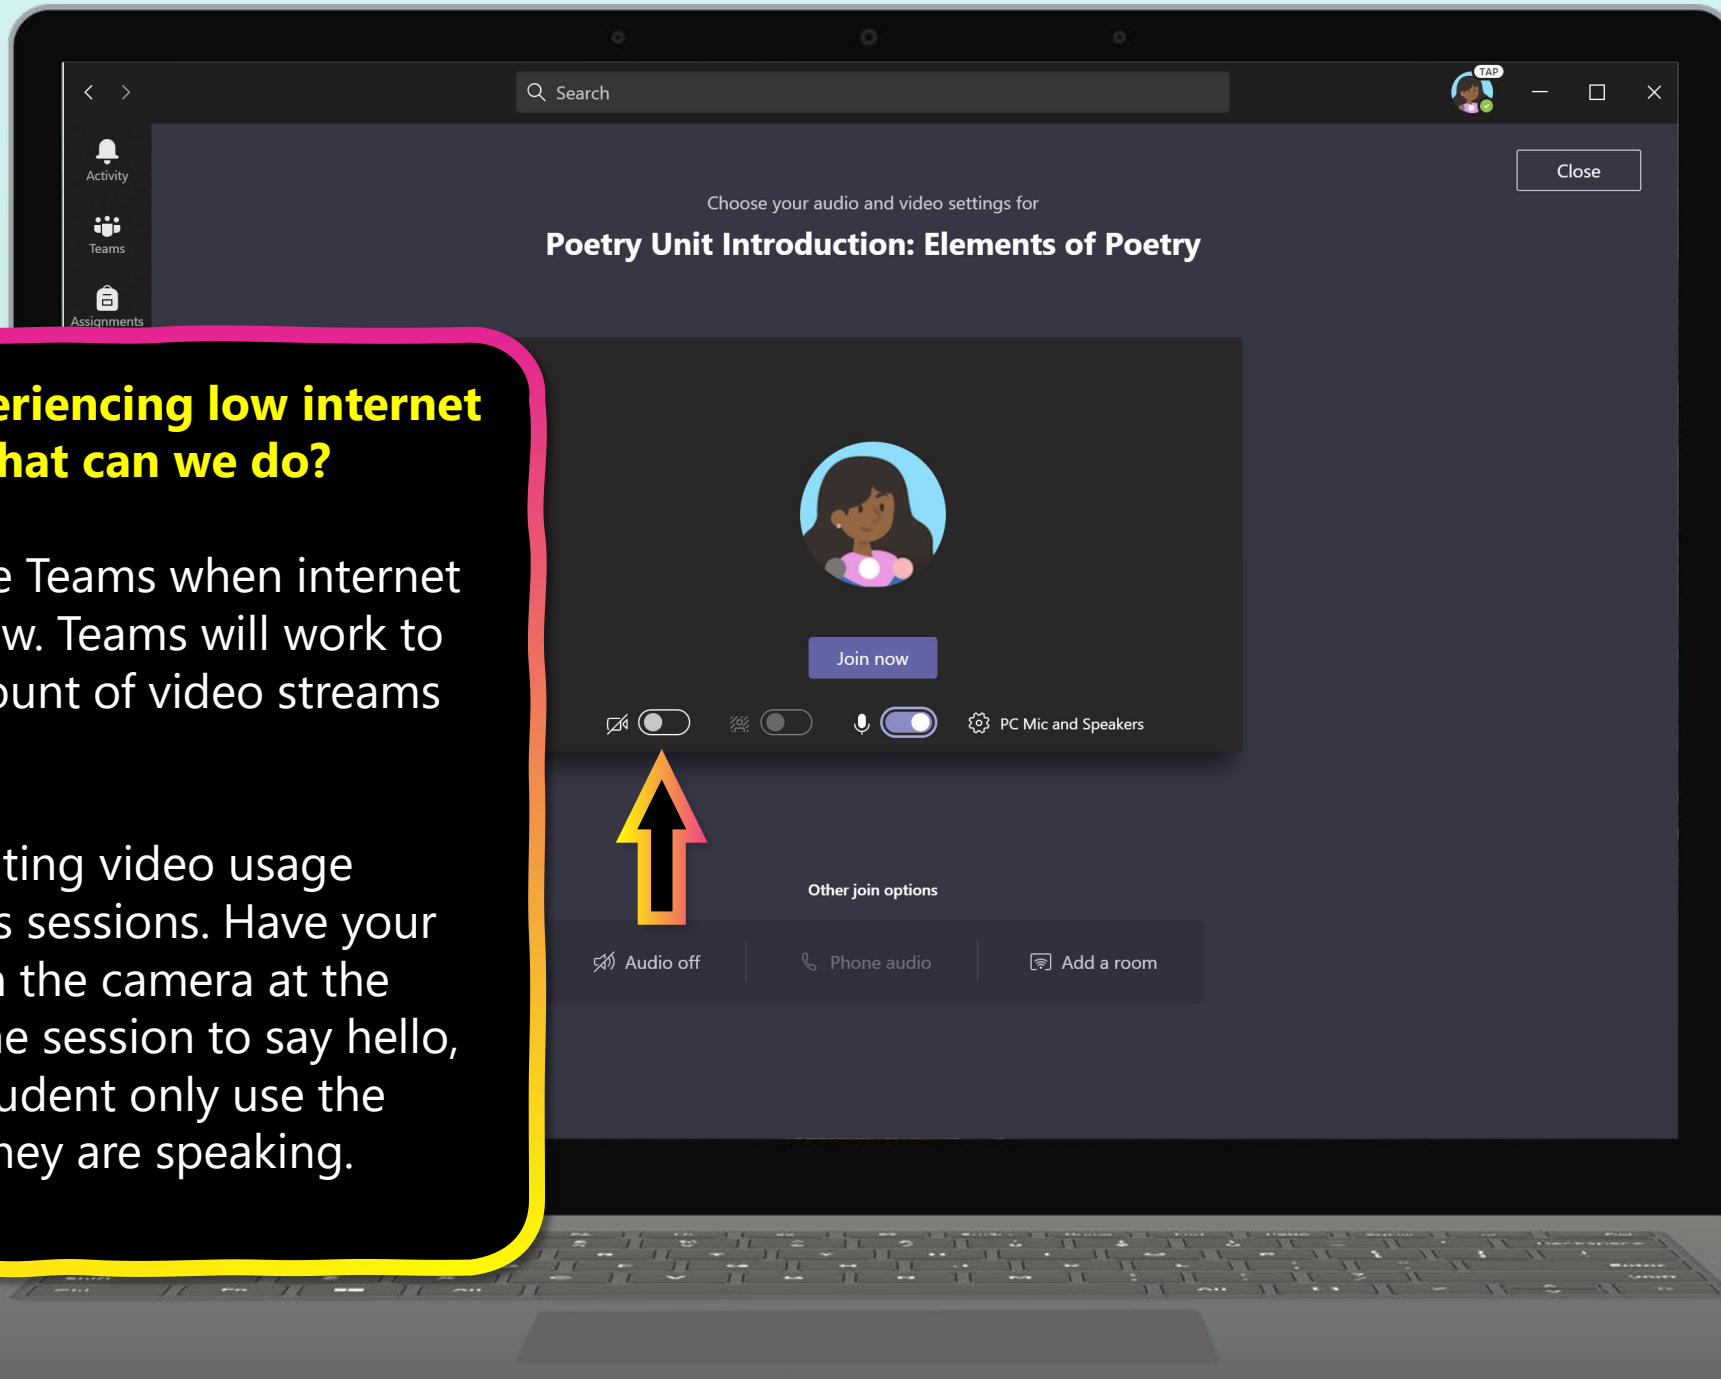 Search
TAP
Activity
Teams
Assignments
Close
Choose your audio and video settings for
Poetry Unit Introduction: Elements of Poetry
eriencing low internet
hat can we do?
e Teams when internet
w. Teams will work to
ount of video streams
ting video usage
s sessions. Have your
n the camera at the
ne session to say hello,
udent only use the
hey are speaking.
Join now
PC Mic and Speakers
Other join options
Audio off
Phone audio
Add a room